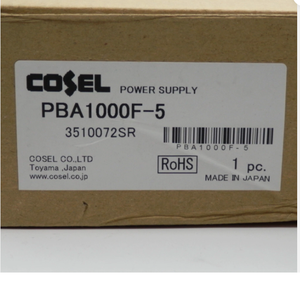 COSEL POWER SUPPLY
PBA1000F-5
3510072SR
PBA1000F-5
COSEL CO.,LTD
Toyama ,Japan
www.cosel.co.jp
RoHS 1 pc.
MADE IN JAPAN